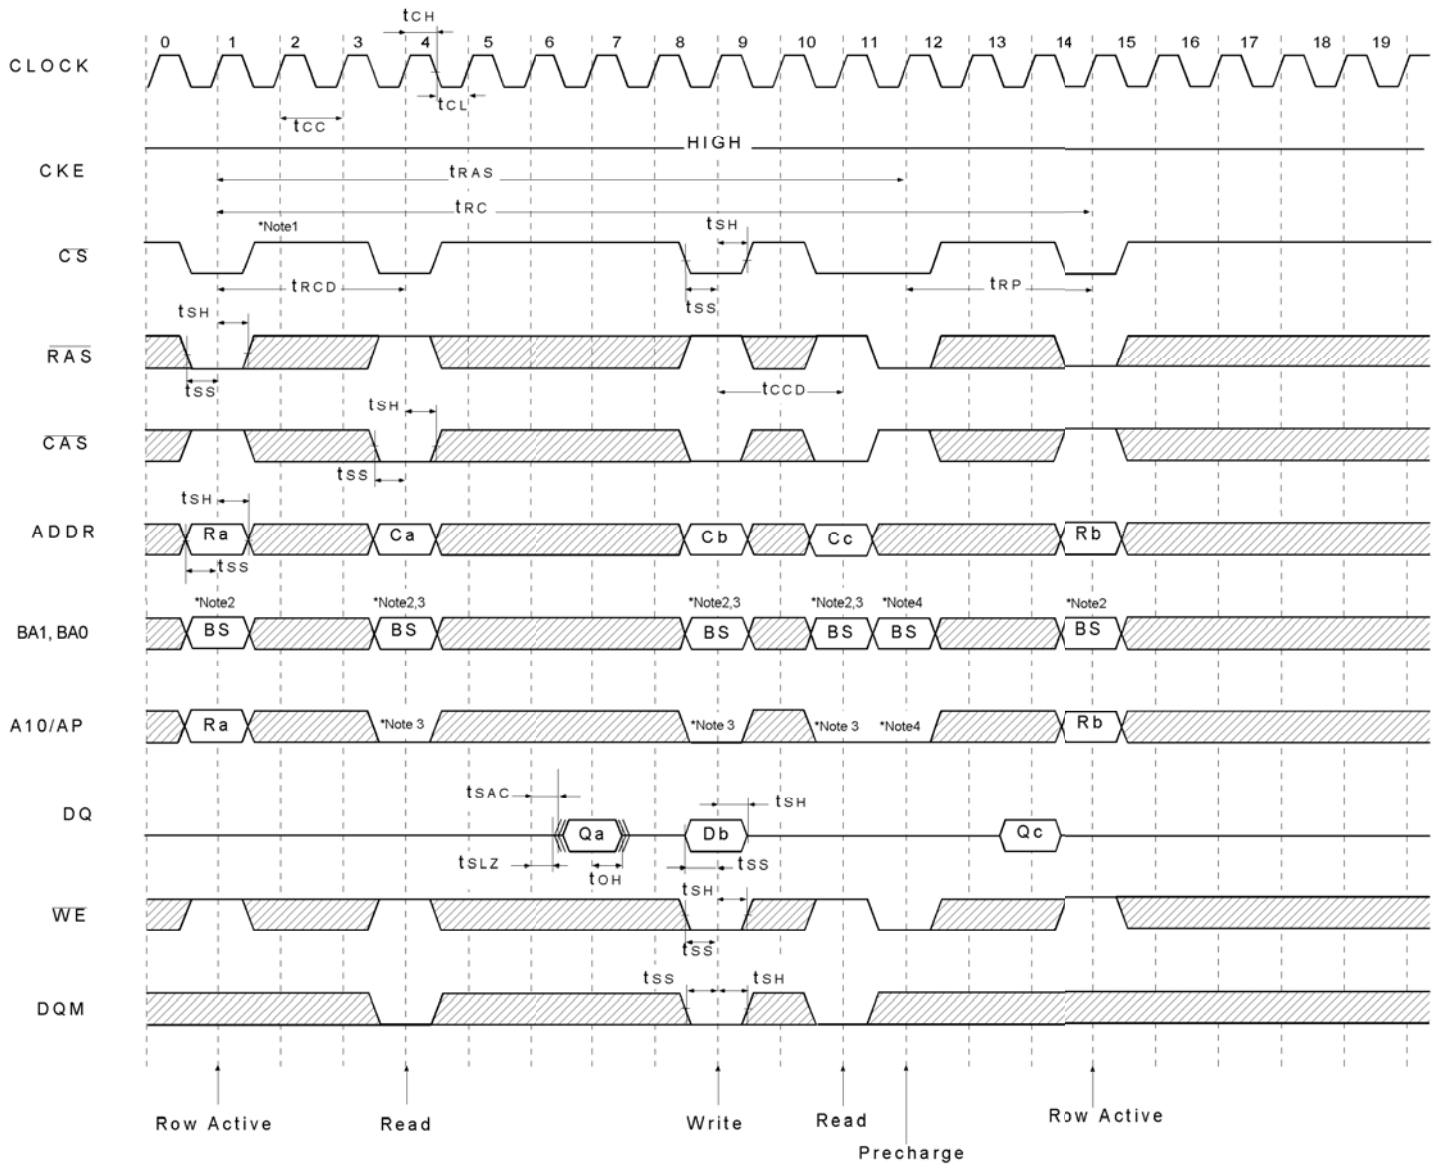 tCH
0 1 2 3 4 5 6 7 8 9 10 11 12 13 14 15 16 17 18 19
CLOCK
tCL
tCC
HIGH
CKE
tRAS
tRC
*Note1
tSH
CS
tRCD
tRP
tSS
tSH
RAS
tSS
tCCD
tSH
CAS
tSS
tSH
ADDR
Ra Ca Cb Cc Rb
tSS
*Note2 *Note2,3 *Note2,3 *Note2,3 *Note4 *Note2
BA1, BA0
BS BS BS BS BS BS
A10/AP
Ra *Note 3 *Note 3 *Note 3 *Note4 Rb
tSAC
tSH
DQ
Qa Db Qc
tSLZ
tOH
tSS
tSH
WE
tSS
tSS
tSH
DQM
Row Active
Read
Write
Read
Row Active
Precharge